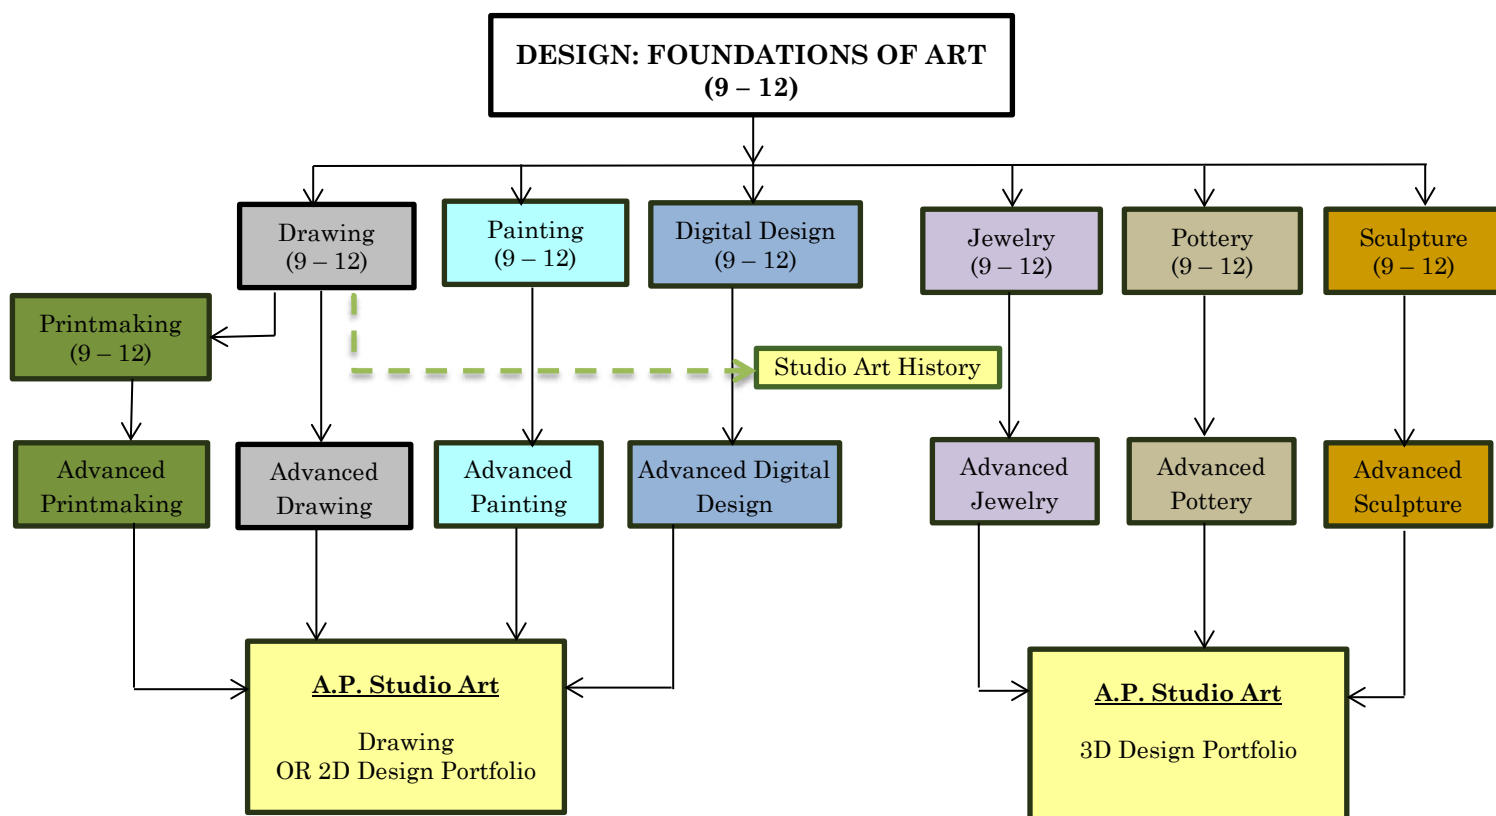 DESIGN: FOUNDATIONS OF ART
(9 – 12)
Drawing
(9 – 12)
Painting
(9 – 12)
Digital Design
(9 – 12)
Jewelry
(9 – 12)
Pottery
(9 – 12)
Sculpture
(9 – 12)
Printmaking
(9 – 12)
Studio Art History
Advanced
Printmaking
Advanced
Drawing
Advanced
Painting
Advanced Digital
Design
Advanced
Jewelry
Advanced
Pottery
Advanced
Sculpture
A.P. Studio Art
Drawing
OR 2D Design Portfolio
A.P. Studio Art
3D Design Portfolio